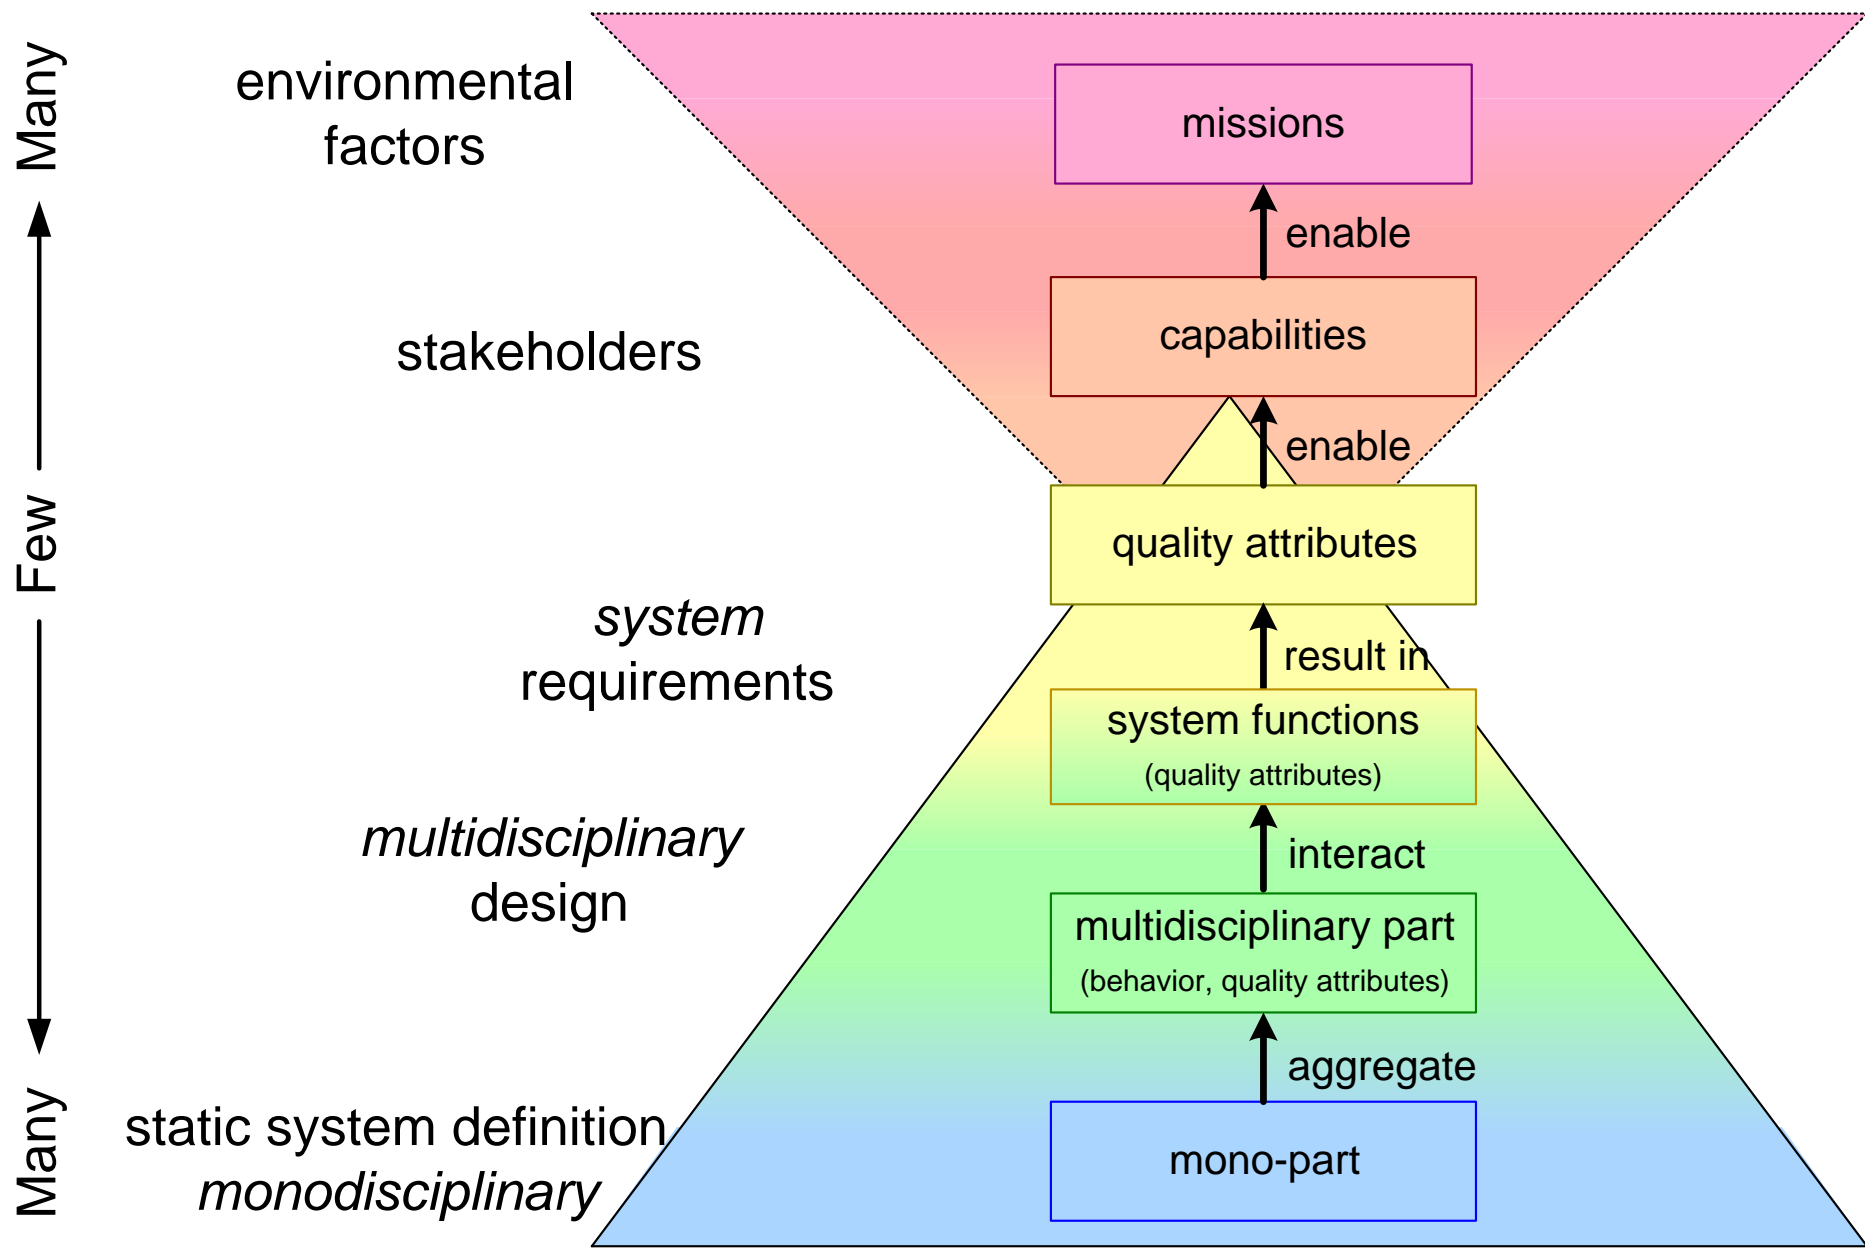 Many
Few
Many
environmental
factors
stakeholders
system
requirements
multidisciplinary
design
static system definition
monodisciplinary
missions
enable
capabilities
enable
quality attributes
result in
system functions
(quality attributes)
interact
multidisciplinary part
(behavior, quality attributes)
aggregate
mono-part